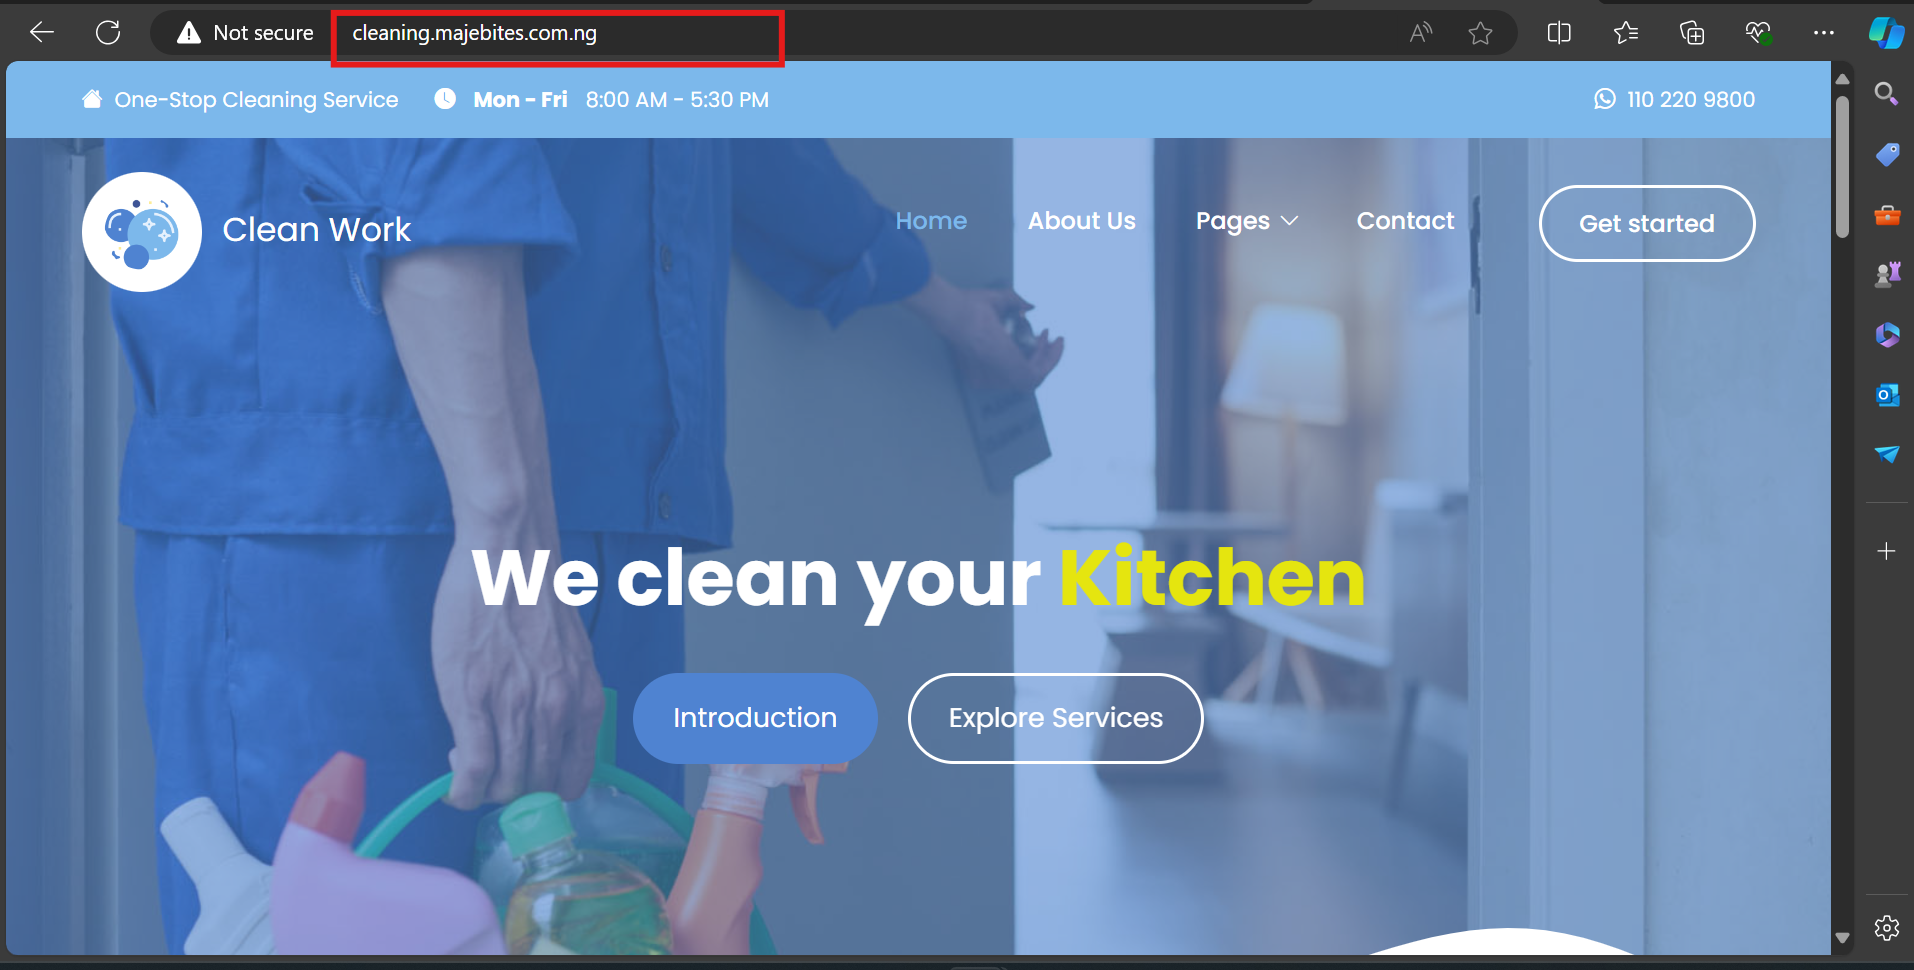 Not secure cleaning.majebites.com.ng
One-Stop Cleaning Service Mon - Fri 8:00 AM - 5:30 PM 110 220 9800
Clean Work Home About Us Pages Contact Get started
We clean your Kitchen
Introduction Explore Services